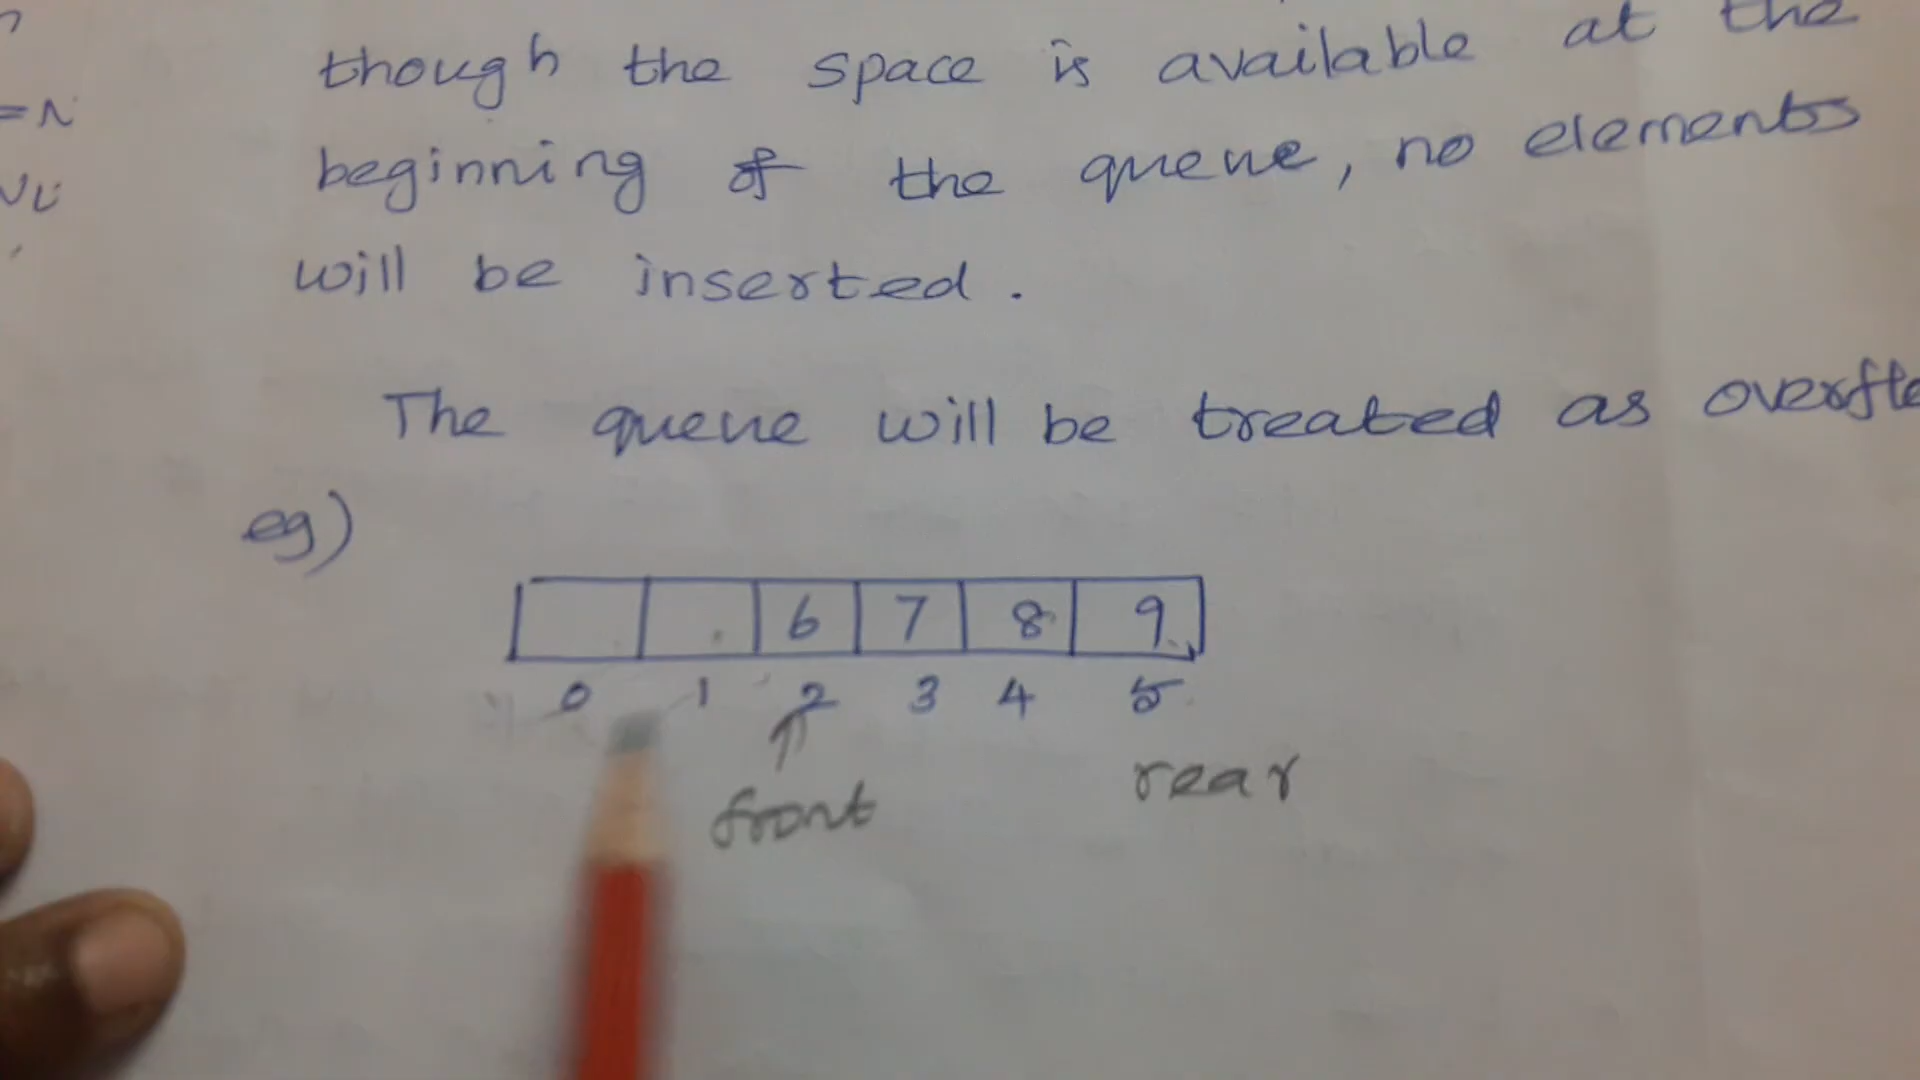 though the space is available at the
beginning of the queue, no elements
will be inserted.
The queue will be treated as overflo
eg)
6 7 8 9
0 1 2 3 4 5
front rear